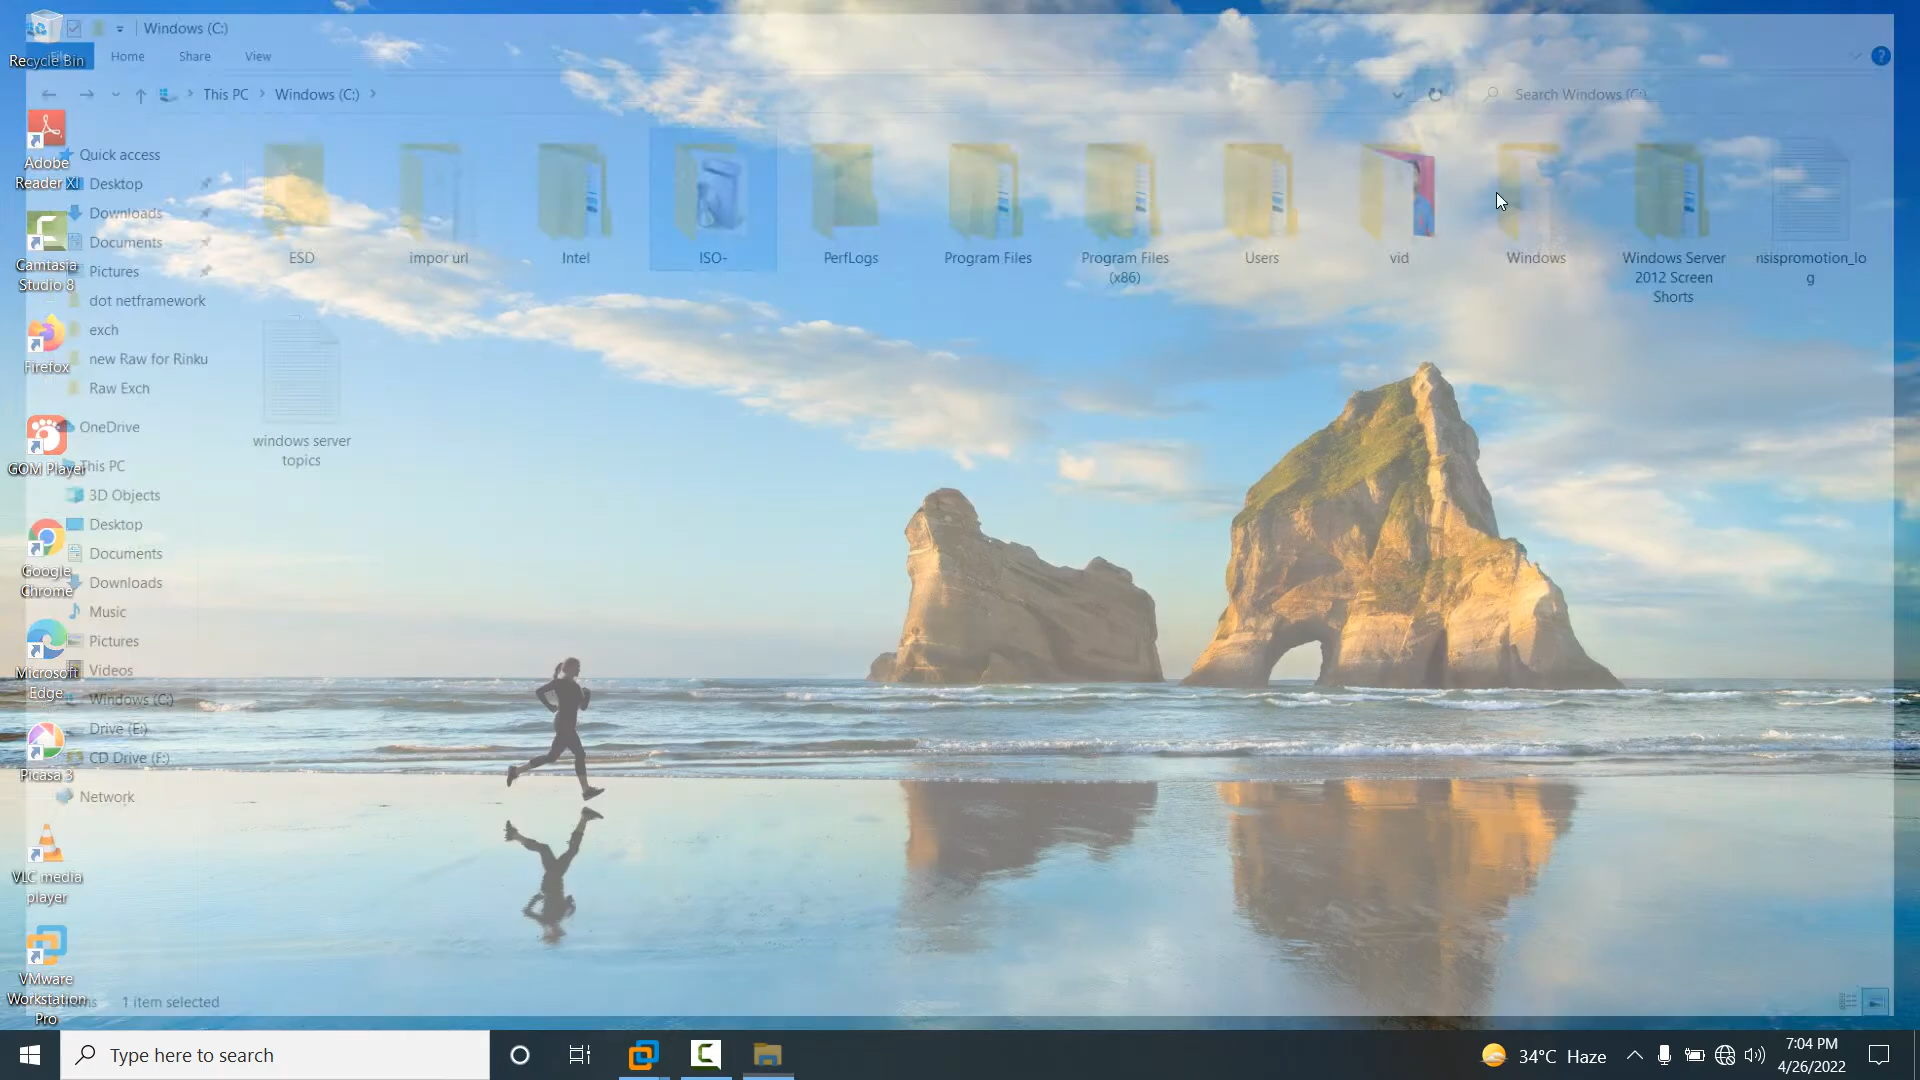 Windows (C:)
File
Home
Share
View
This PC
Windows (C:)
Search Windows (C:)
Recycle Bin
Adobe
Reader XI
Camtasia
Studio 8
Firefox
GOM Player
Google
Chrome
Microsoft
Edge
Picasa 3
VLC media
player
VMware
Workstation
Pro
Quick access
Desktop
Downloads
Documents
Pictures
dot netframework
exch
new Raw for Rinku
Raw Exch
OneDrive
This PC
3D Objects
Desktop
Documents
Downloads
Music
Pictures
Videos
Windows (C:)
Drive (E:)
CD Drive (F:)
Network
ESD
impor url
Intel
ISO-
PerfLogs
Program Files
Program Files
(x86)
Users
vid
Windows
Windows Server
2012 Screen
Shorts
nsispromotion_lo
g
windows server
topics
1 item selected
Type here to search
34°C Haze
7:04 PM
4/26/2022